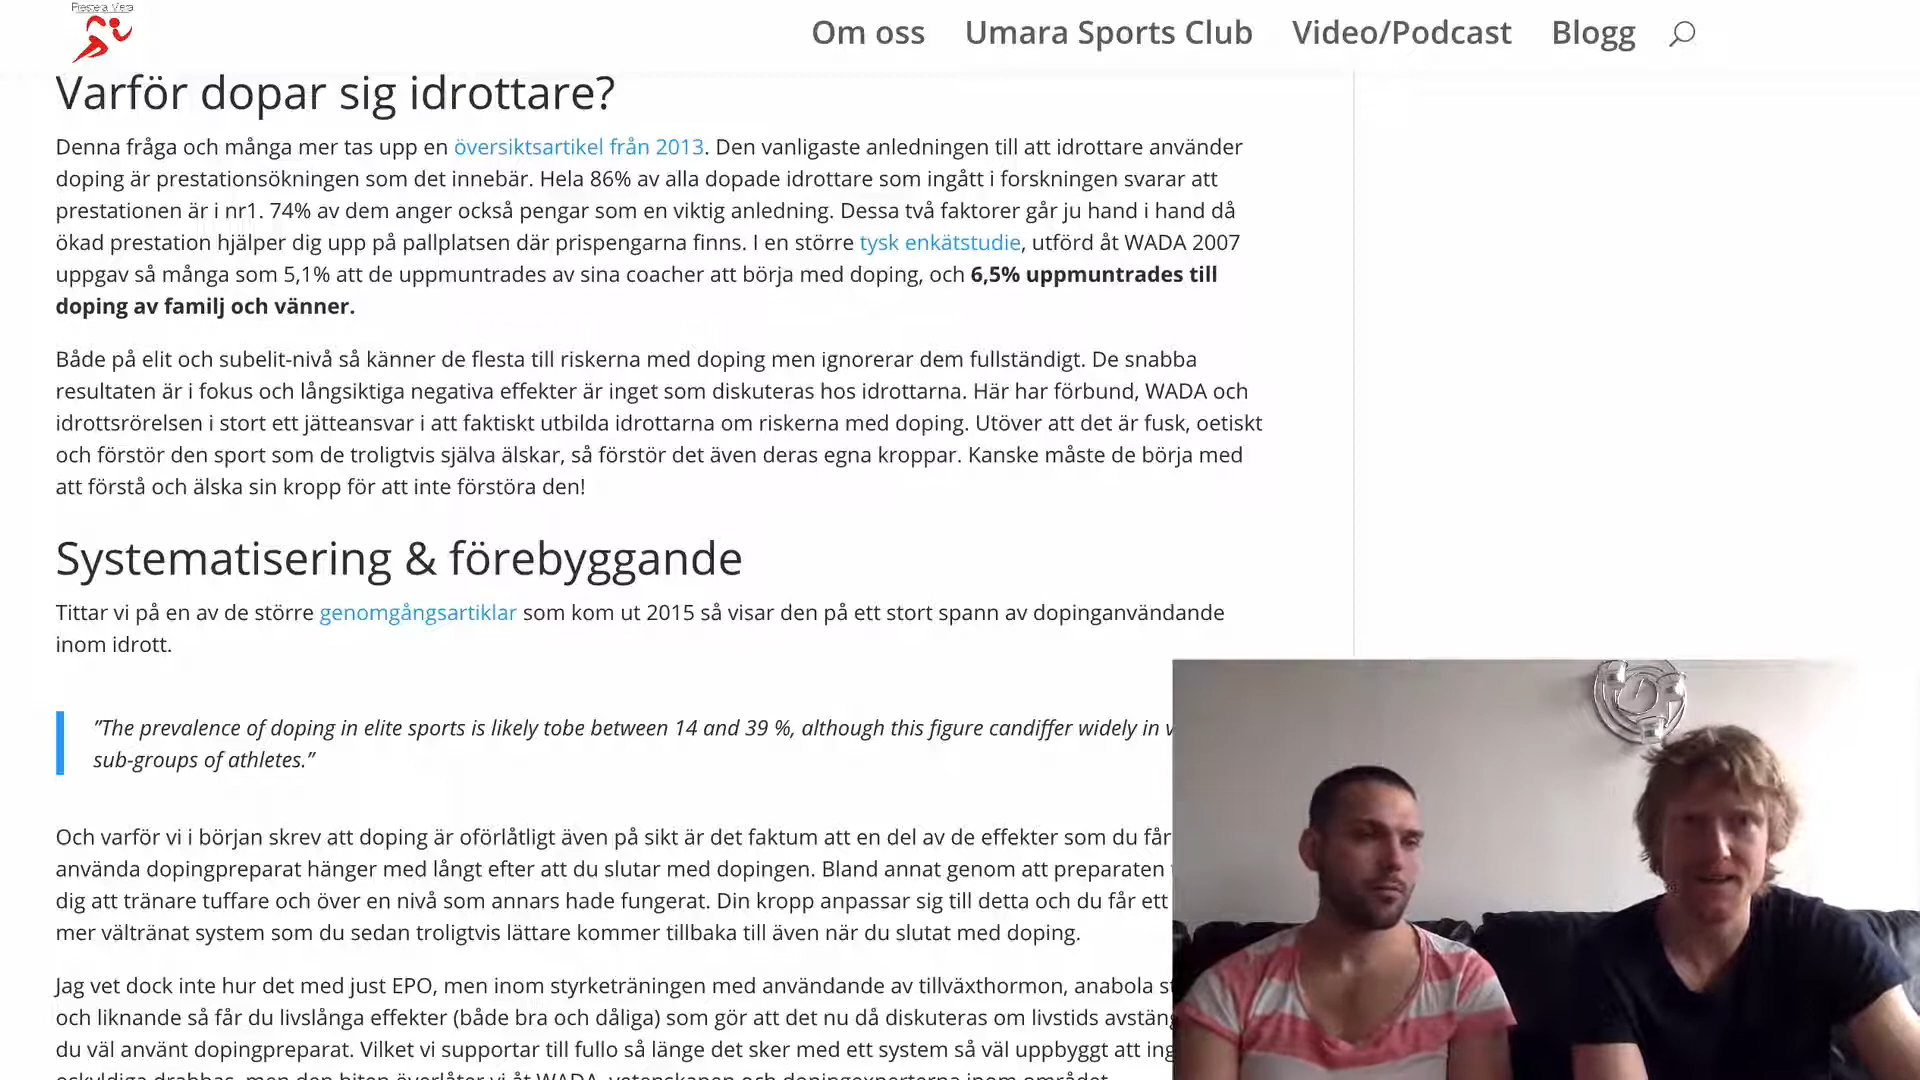 Prestera Mera
Om oss
Umara Sports Club
Video/Podcast
Blogg
Varför dopar sig idrottare?
Denna fråga och många mer tas upp en översiktsartikel från 2013. Den vanligaste anledningen till att idrottare använder
doping är prestationsökningen som det innebär. Hela 86% av alla dopade idrottare som ingått i forskningen svarar att
prestationen är i nr1. 74% av dem anger också pengar som en viktig anledning. Dessa två faktorer går ju hand i hand då
ökad prestation hjälper dig upp på pallplatsen där prispengarna finns. I en större tysk enkätstudie, utförd åt WADA 2007
uppgav så många som 5,1% att de uppmuntrades av sina coacher att börja med doping, och 6,5% uppmuntrades till
doping av familj och vänner.
Både på elit och subelit-nivå så känner de flesta till riskerna med doping men ignorerar dem fullständigt. De snabba
resultaten är i fokus och långsiktiga negativa effekter är inget som diskuteras hos idrottarna. Här har förbund, WADA och
idrottsrörelsen i stort ett jätteansvar i att faktiskt utbilda idrottarna om riskerna med doping. Utöver att det är fusk, oetiskt
och förstör den sport som de troligtvis själva älskar, så förstör det även deras egna kroppar. Kanske måste de börja med
att förstå och älska sin kropp för att inte förstöra den!
Systematisering & förebyggande
Tittar vi på en av de större genomgångsartiklar som kom ut 2015 så visar den på ett stort spann av dopinganvändande
inom idrott.
”The prevalence of doping in elite sports is likely tobe between 14 and 39 %, although this figure candiffer widely in
sub-groups of athletes.”
Och varför vi i början skrev att doping är oförlåtligt även på sikt är det faktum att en del av de effekter som du får
använda dopingpreparat hänger med långt efter att du slutar med dopingen. Bland annat genom att preparaten
dig att tränare tuffare och över en nivå som annars hade fungerat. Din kropp anpassar sig till detta och du får ett
mer vältränat system som du sedan troligtvis lättare kommer tillbaka till även när du slutat med doping.
Jag vet dock inte hur det med just EPO, men inom styrketräningen med användande av tillväxthormon, anabola
och liknande så får du livslånga effekter (både bra och dåliga) som gör att det nu då diskuteras om livstids
du väl använt dopingpreparat. Vilket vi supportar till fullo så länge det sker med ett system så väl uppbyggt att
oskyldiga drabbas, men den biten överlåter vi åt WADA, vetenskapen och dopingexperterna inom området.